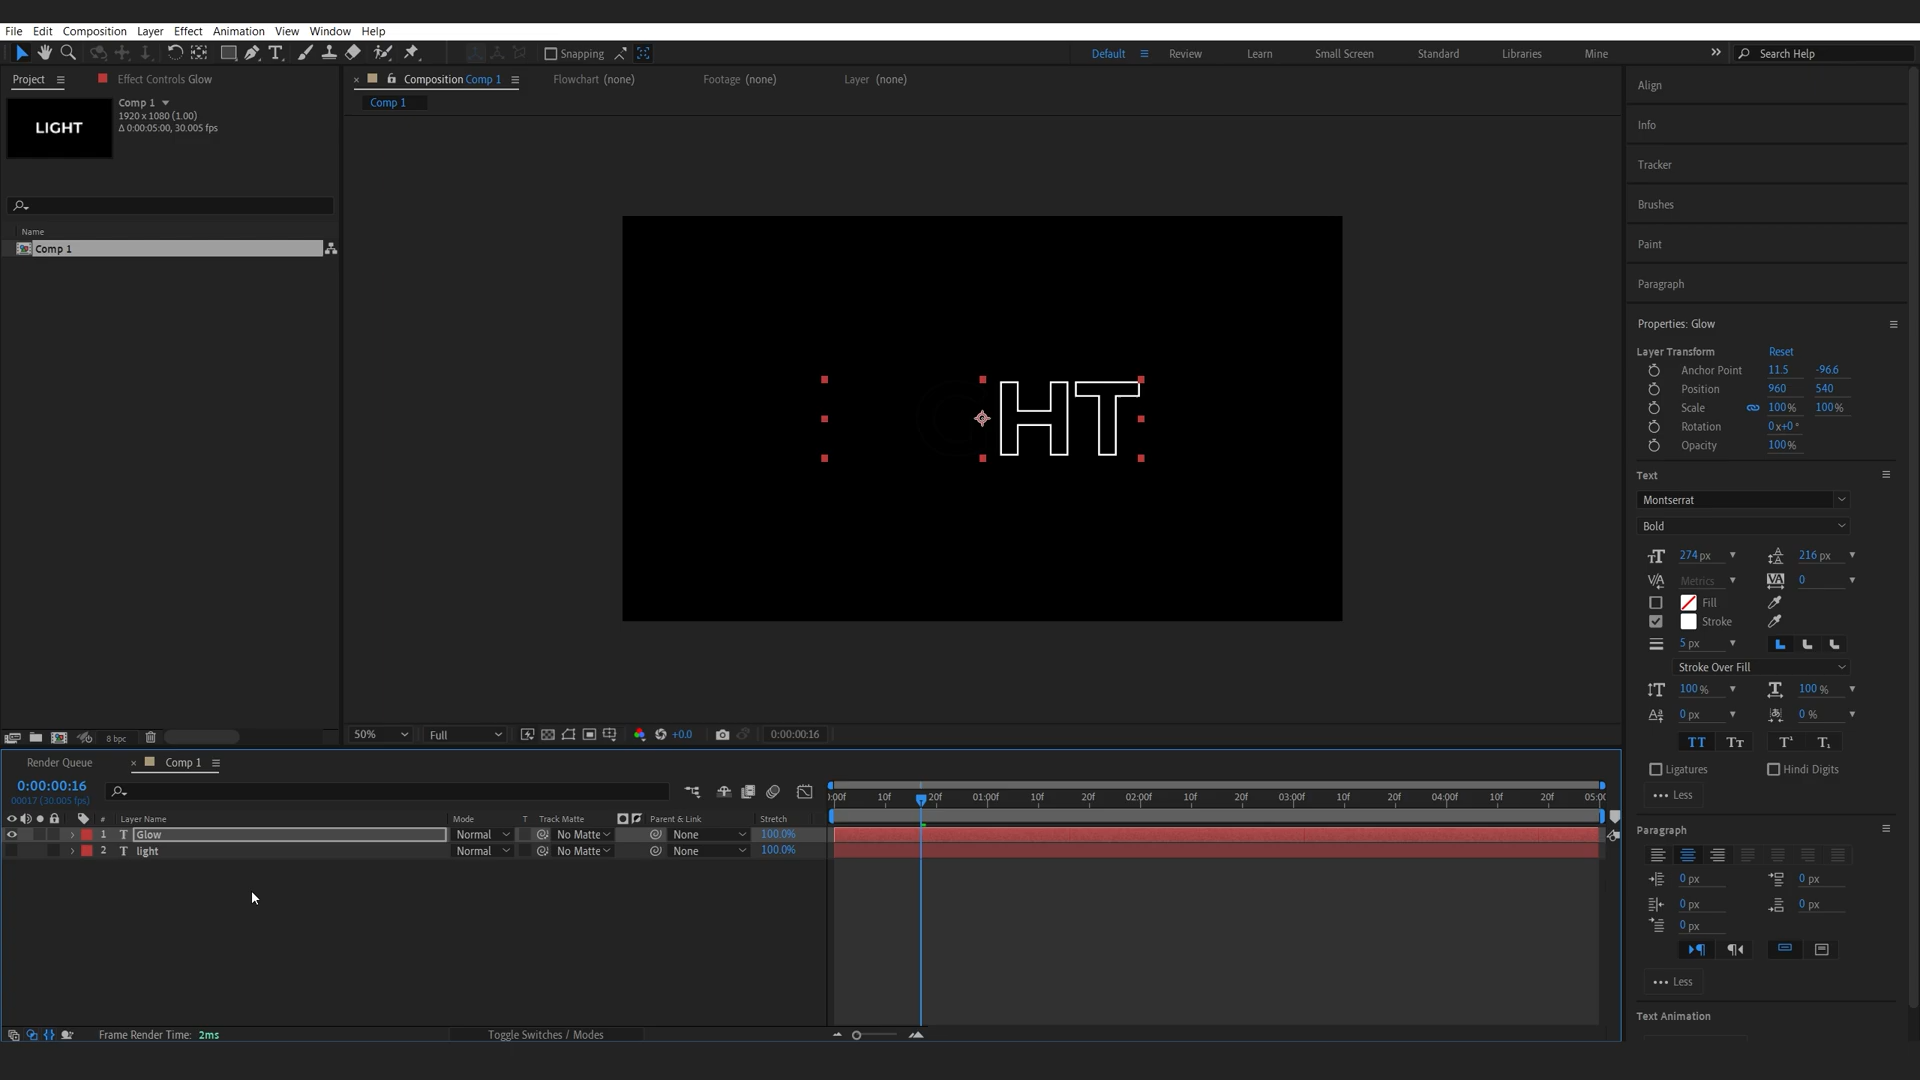 File Edit Composition Layer Effect Animation View Window Help
Snapping
Default Review Learn Small Screen Standard Libraries Mine Search Help
Project Effect Controls Glow
Composition Comp 1 Flowchart (none) Footage (none) Layer (none)
Comp 1
Comp 1
1920 x 1080 (1.00)
Δ 0:00:05:00, 30.005 fps
LIGHT
Name
Comp 1
HT
Align
Info
Tracker
Brushes
Paint
Paragraph
Properties: Glow
Layer Transform Reset
Anchor Point 11.5 -96.6
Position 960 540
Scale 100% 100%
Rotation 0x+0°
Opacity 100%
Text
Montserrat
Bold
274 px 216 px
Metrics 0
Fill
Stroke
5 px
Stroke Over Fill
100% 100%
0 px 0 %
Ligatures Hindi Digits
Less
Paragraph
0 px 0 px
0 px 0 px
0 px
Less
Text Animation
8 bpc
50% Full +0.0 0:00:00:16
Render Queue Comp 1
0:00:00:16
00017 (30.005 fps)
:00f 10f 20f 01:00f 10f 20f 02:00f 10f 20f 03:00f 10f 20f 04:00f 10f 20f 05:00
# Layer Name Mode T Track Matte Parent & Link Stretch
1 T Glow Normal No Matte None 100.0%
2 T light Normal No Matte None 100.0%
Frame Render Time: 2ms Toggle Switches / Modes